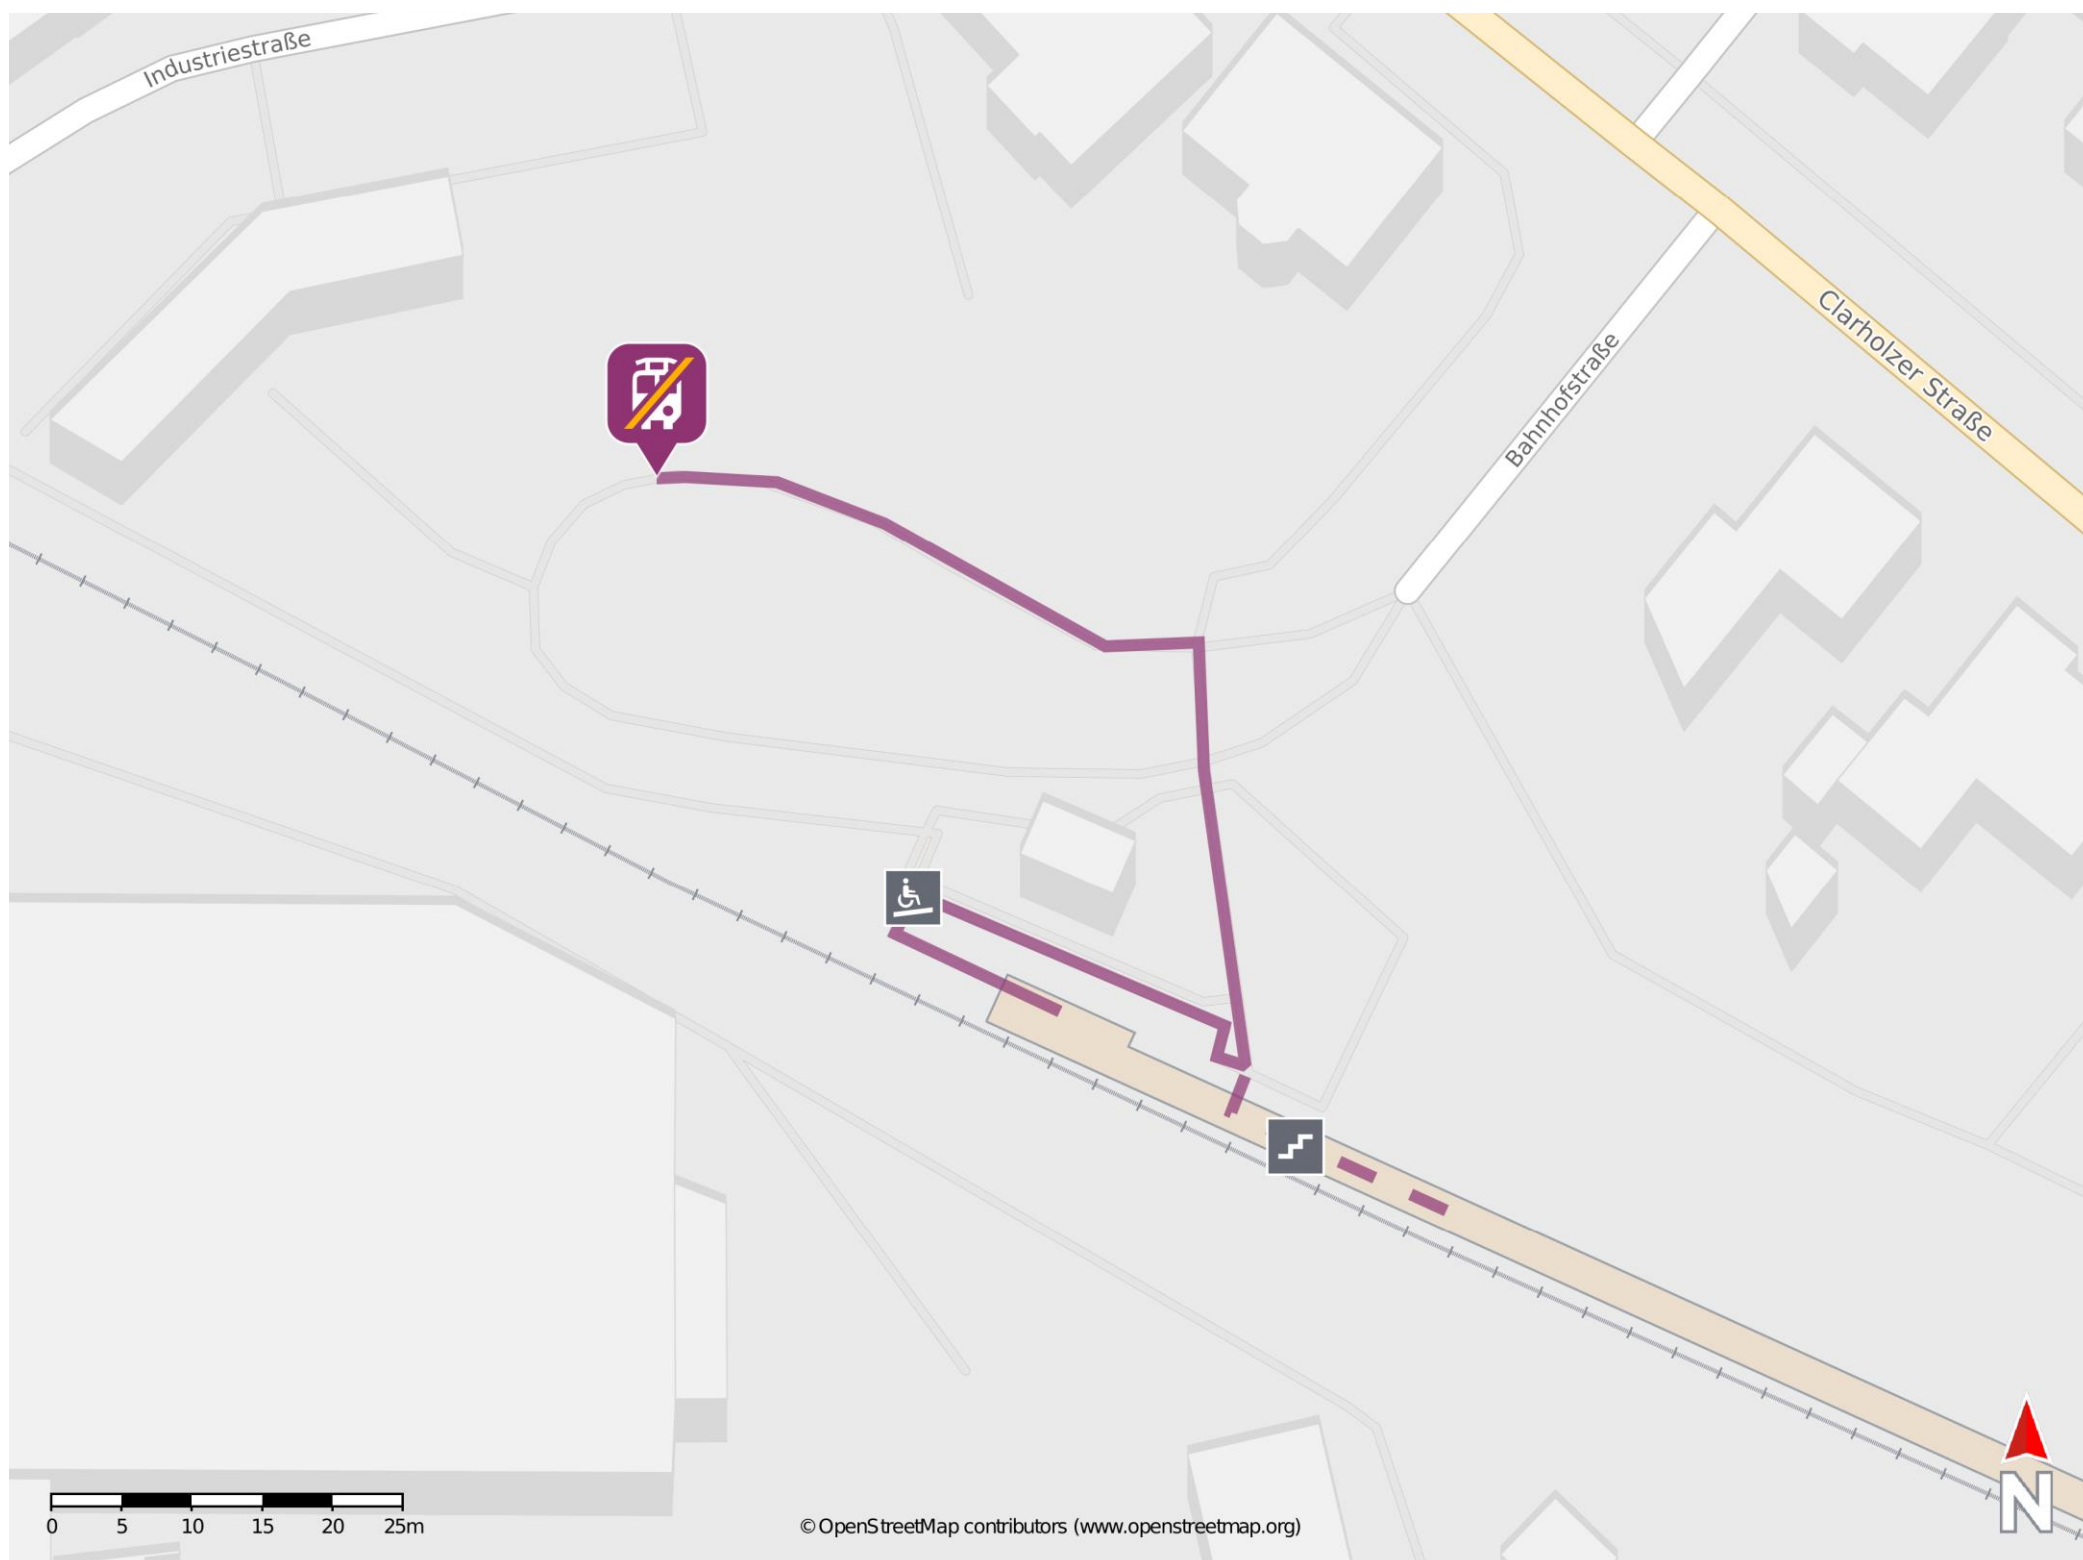 Industriestraße
Clarholzer Straße
Bahnhofstraße
N
0 5 10 15 20 25m
© OpenStreetMap contributors (www.openstreetmap.org)